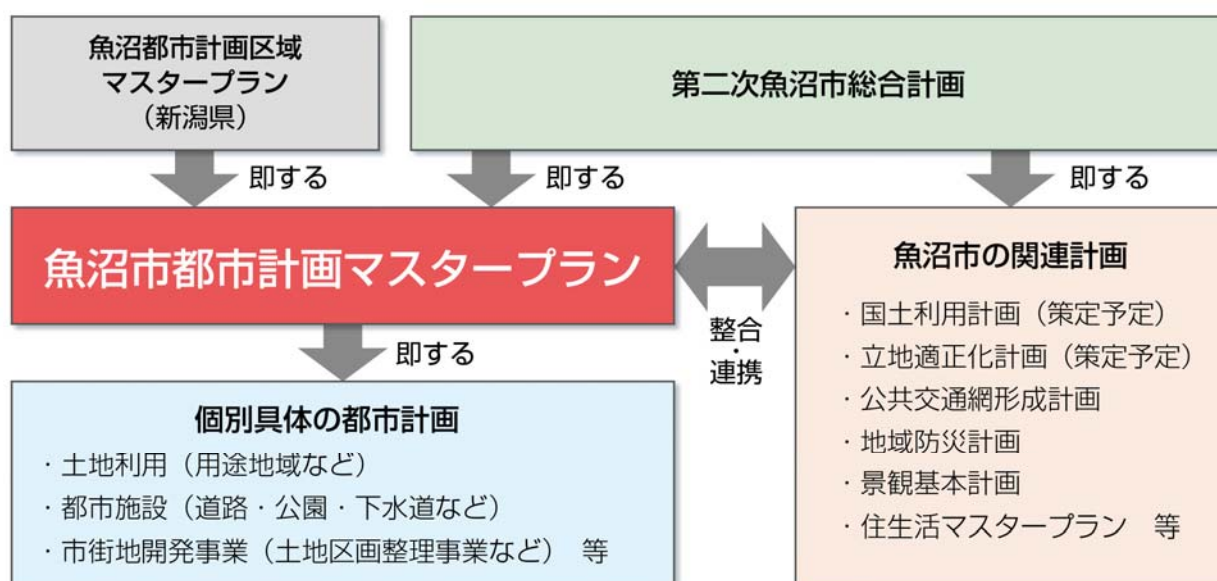 魚沼都市計画区域
マスタープラン
（新潟県）
第二次魚沼市総合計画
即する
即する
即する
魚沼市都市計画マスタープラン
整合
・
連携
魚沼市の関連計画
・国土利用計画（策定予定）
・立地適正化計画（策定予定）
・公共交通網形成計画
・地域防災計画
・景観基本計画
・住生活マスタープラン　等
即する
個別具体の都市計画
・土地利用（用途地域など）
・都市施設（道路・公園・下水道など）
・市街地開発事業（土地区画整理事業など）　等